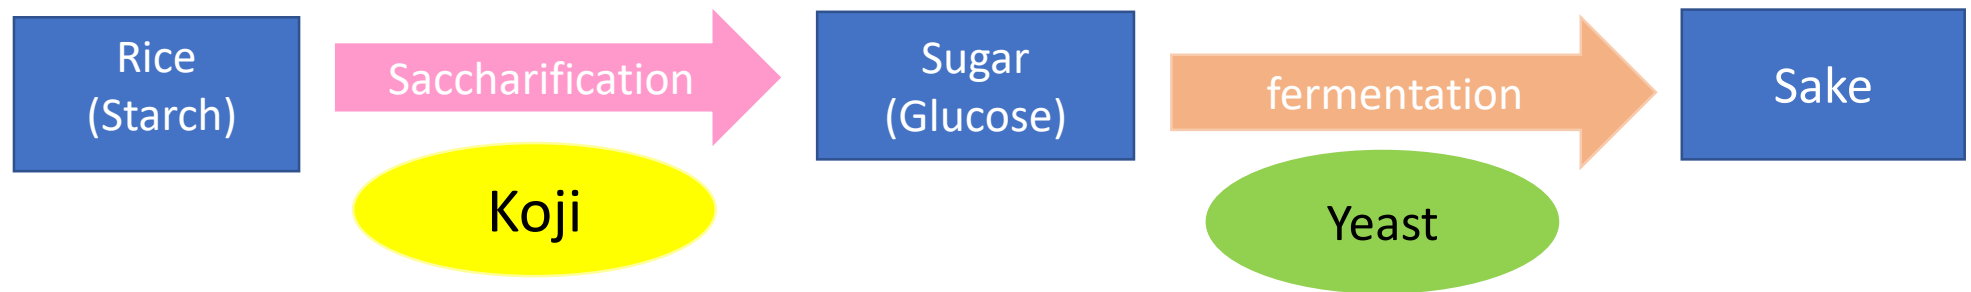 Rice
(Starch)
Saccharification
Koji
Sugar
(Glucose)
fermentation
Yeast
Sake